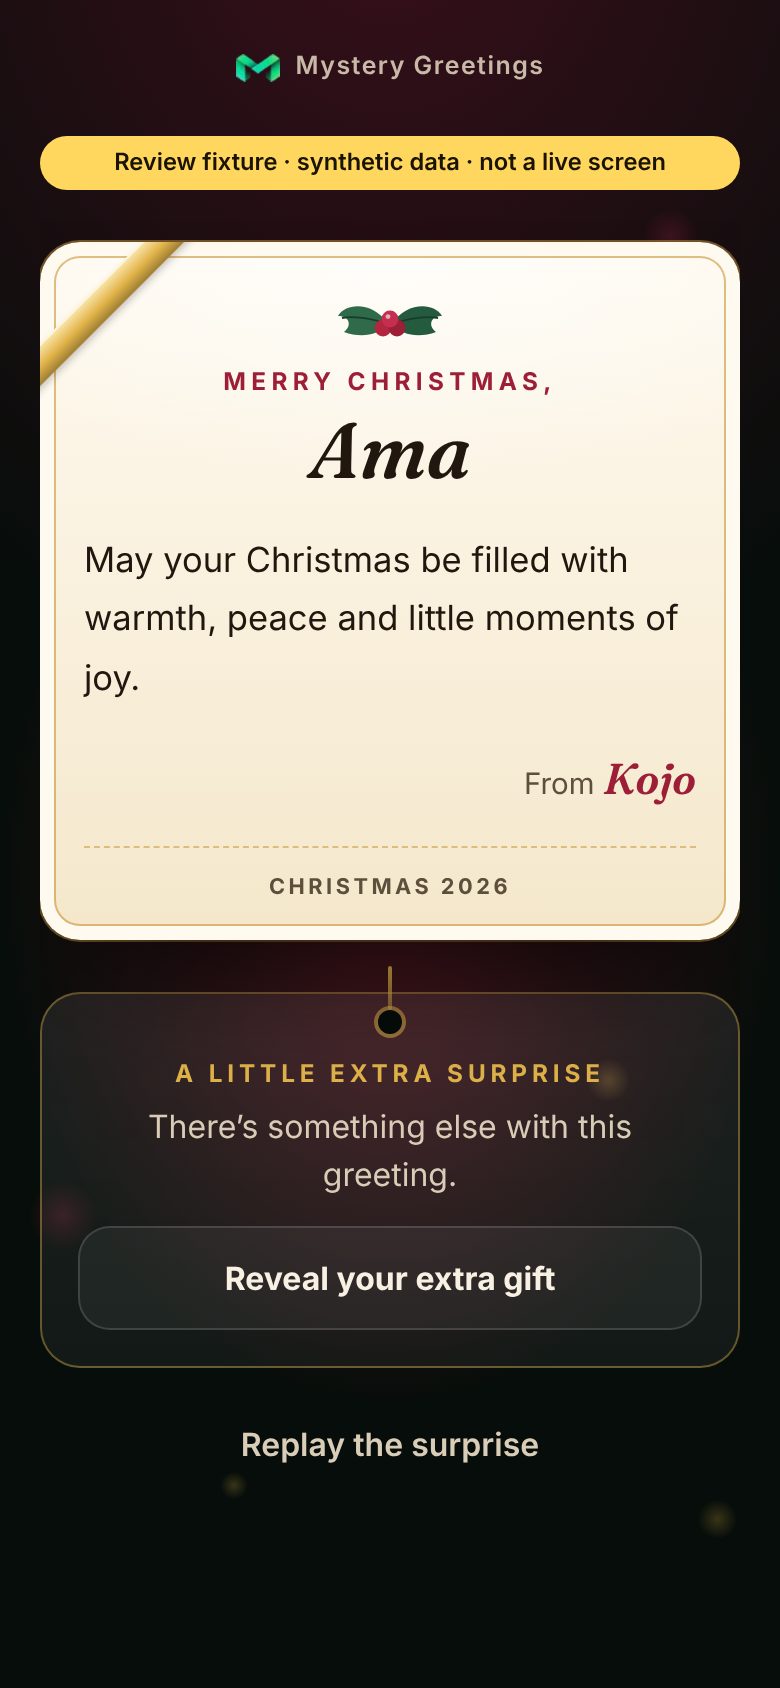 Mystery Greetings
Review fixture · synthetic data · not a live screen
MERRY CHRISTMAS,
Ama
May your Christmas be filled with
warmth, peace and little moments of
joy.
From Kojo
CHRISTMAS 2026
A LITTLE EXTRA SURPRISE
There’s something else with this
greeting.
Reveal your extra gift
Replay the surprise